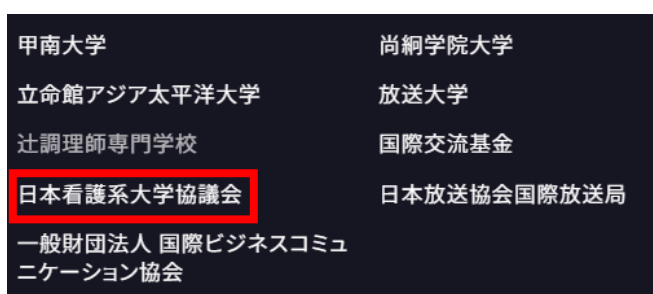 甲南大学
尚絅学院大学
立命館アジア太平洋大学
放送大学
辻調理師専門学校
国際交流基金
日本看護系大学協議会
日本放送協会国際放送局
一般財団法人 国際ビジネスコミュ
ニケーション協会